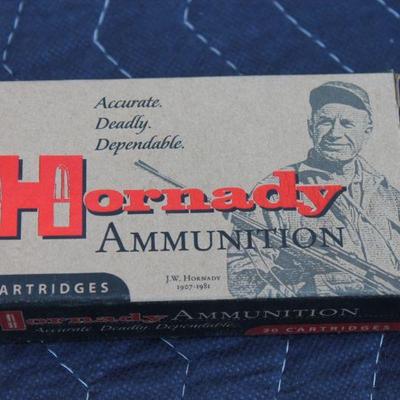 Accurate.
Deadly.
Dependable.
Hornady
AMMUNITION
J.W. HORNADY
1907-1981
CARTRIDGES
Hornady AMMUNITION
Accurate. Deadly. Dependable.
20 CARTRIDGES